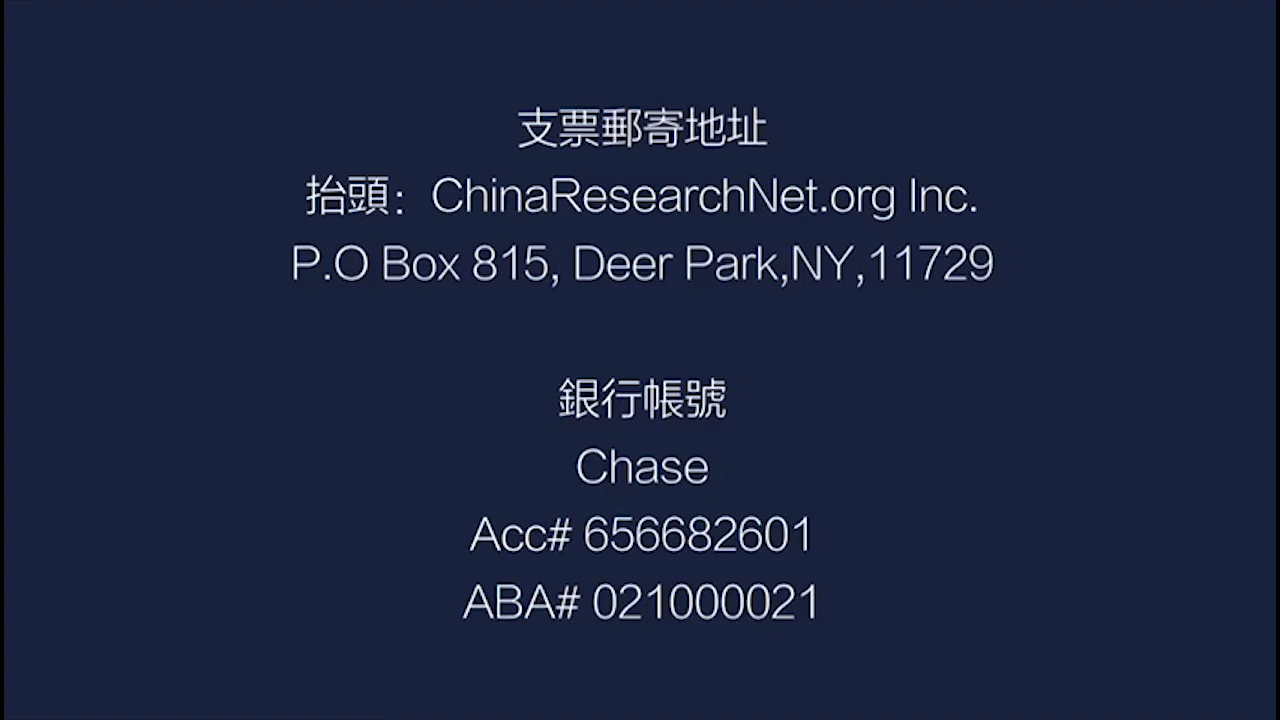 支票郵寄地址
抬頭：ChinaResearchNet.org Inc.
P.O Box 815, Deer Park,NY,11729
銀行帳號
Chase
Acc# 656682601
ABA# 021000021